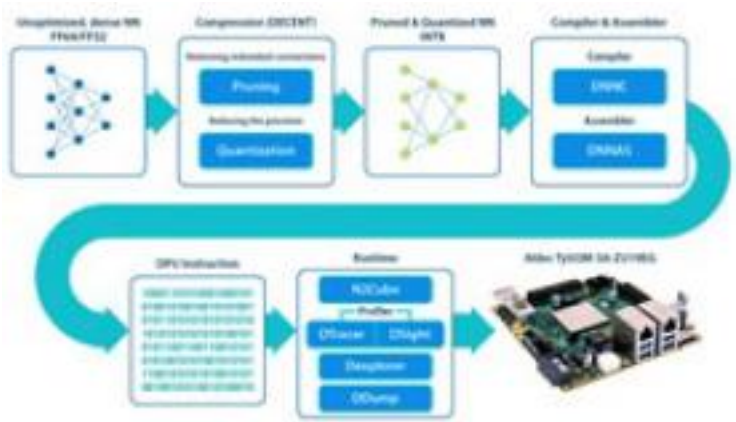 Unoptimized, dense NN
FP64/FP32
Compression (DECENT)
Removing redundant connections
Pruning
Reducing the precision
Quantization
Pruned & Quantized NN
INT8
Compiler & Assembler
Compiler
DNNC
Assembler
DNNAS
DPU Instruction
Runtime
N2Cube
Profiler
DTracer
DSight
DExplorer
DDump
Aldec TySOM-3A-ZU19EG